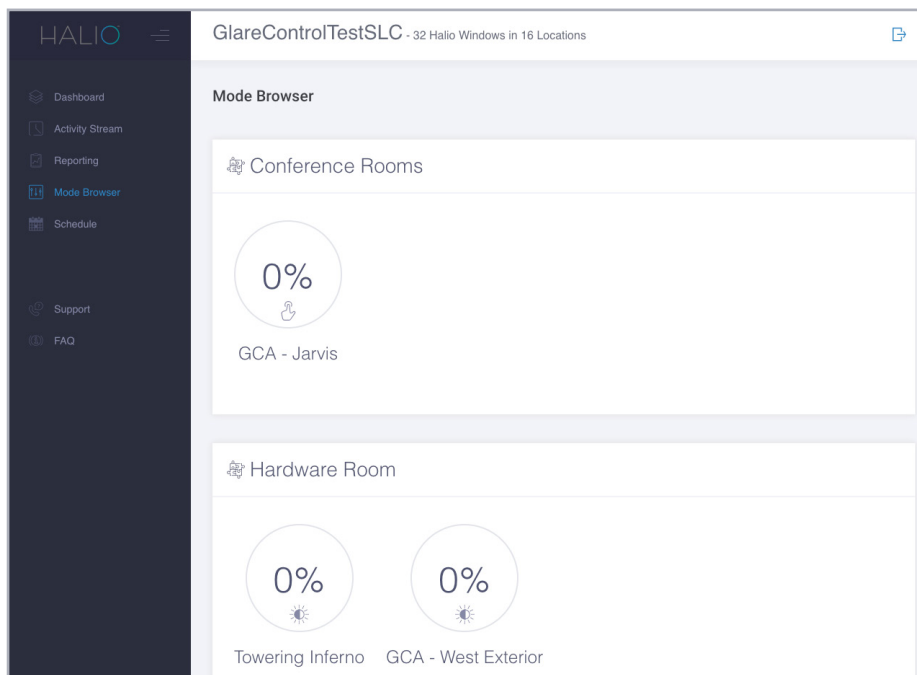 HALIO
GlareControlTestSLC - 32 Halio Windows in 16 Locations
Dashboard
Activity Stream
Reporting
Mode Browser
Schedule
Support
FAQ
Mode Browser
Conference Rooms
0%
GCA - Jarvis
Hardware Room
0% 0%
Towering Inferno GCA - West Exterior